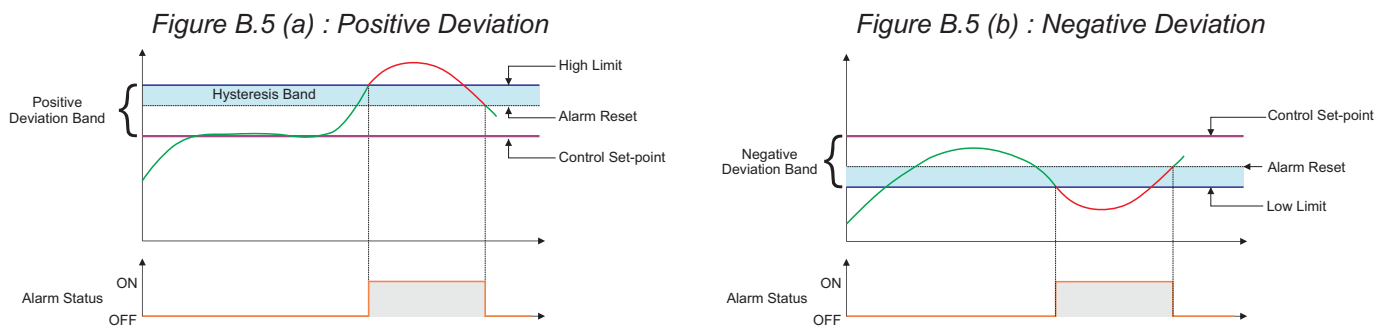 Figure B.5 (a) : Positive Deviation
High Limit
Hysteresis Band
Positive
Deviation Band
Alarm Reset
Control Set-point
ON
Alarm Status
OFF
Figure B.5 (b) : Negative Deviation
Control Set-point
Negative
Deviation Band
Alarm Reset
Low Limit
ON
Alarm Status
OFF